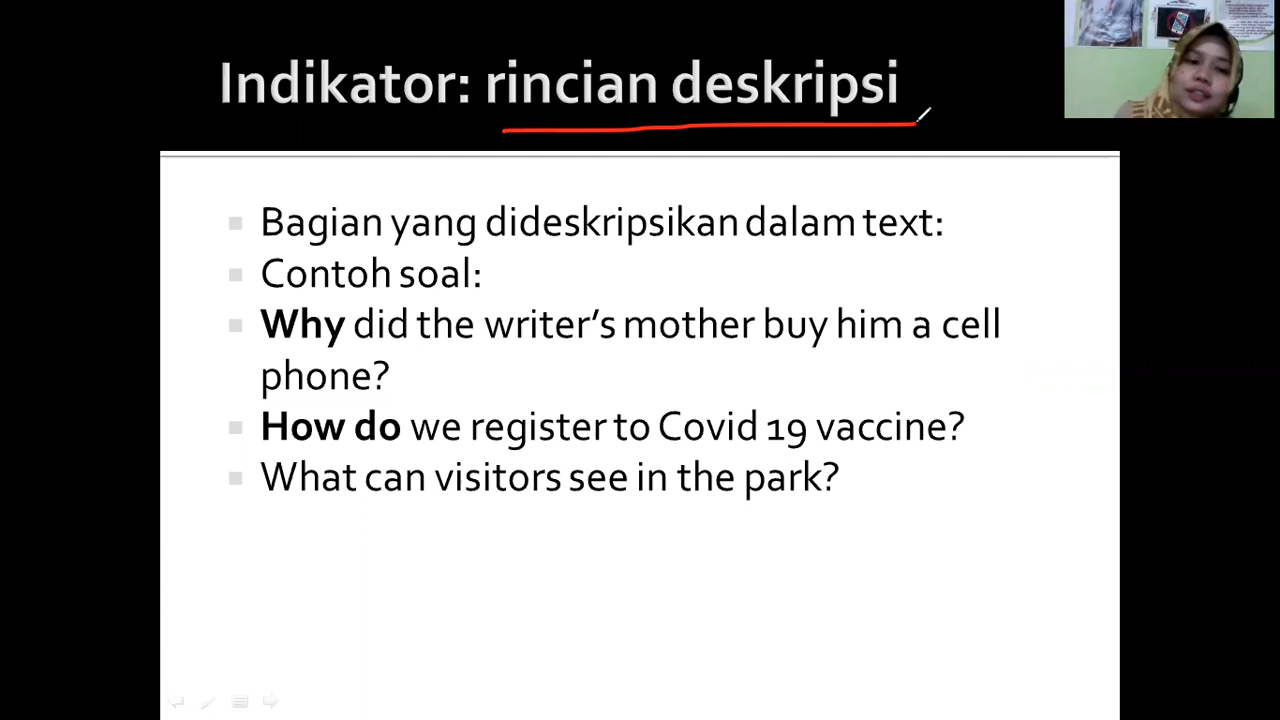 Indikator: rincian deskripsi
Bagian yang dideskripsikan dalam text:
Contoh soal:
Why did the writer’s mother buy him a cell
phone?
How do we register to Covid 19 vaccine?
What can visitors see in the park?